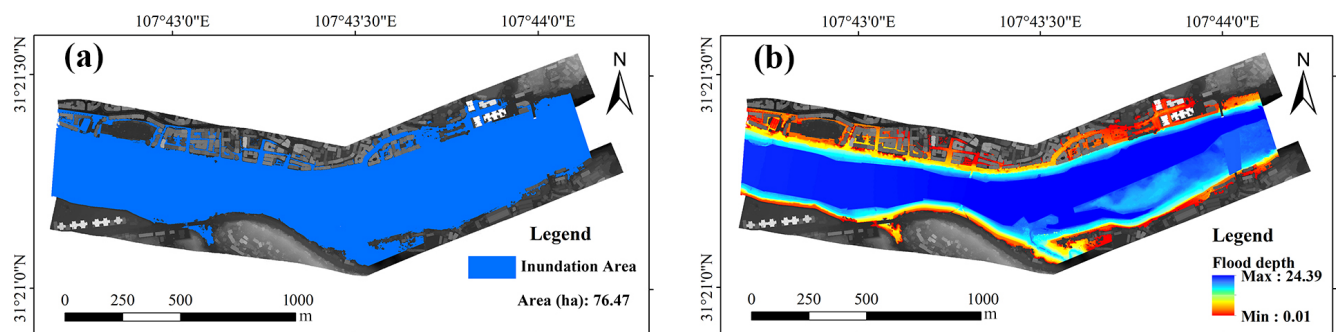 107°43'0"E 107°43'30"E 107°44'0"E
(a)
N
31°21'30"N
31°21'0"N
Legend
Inundation Area
Area (ha): 76.47
0 250 500 1000
m
107°43'0"E 107°43'30"E 107°44'0"E
(b)
N
31°21'30"N
31°21'0"N
Legend
Flood depth
Max : 24.39
Min : 0.01
0 250 500 1000
m